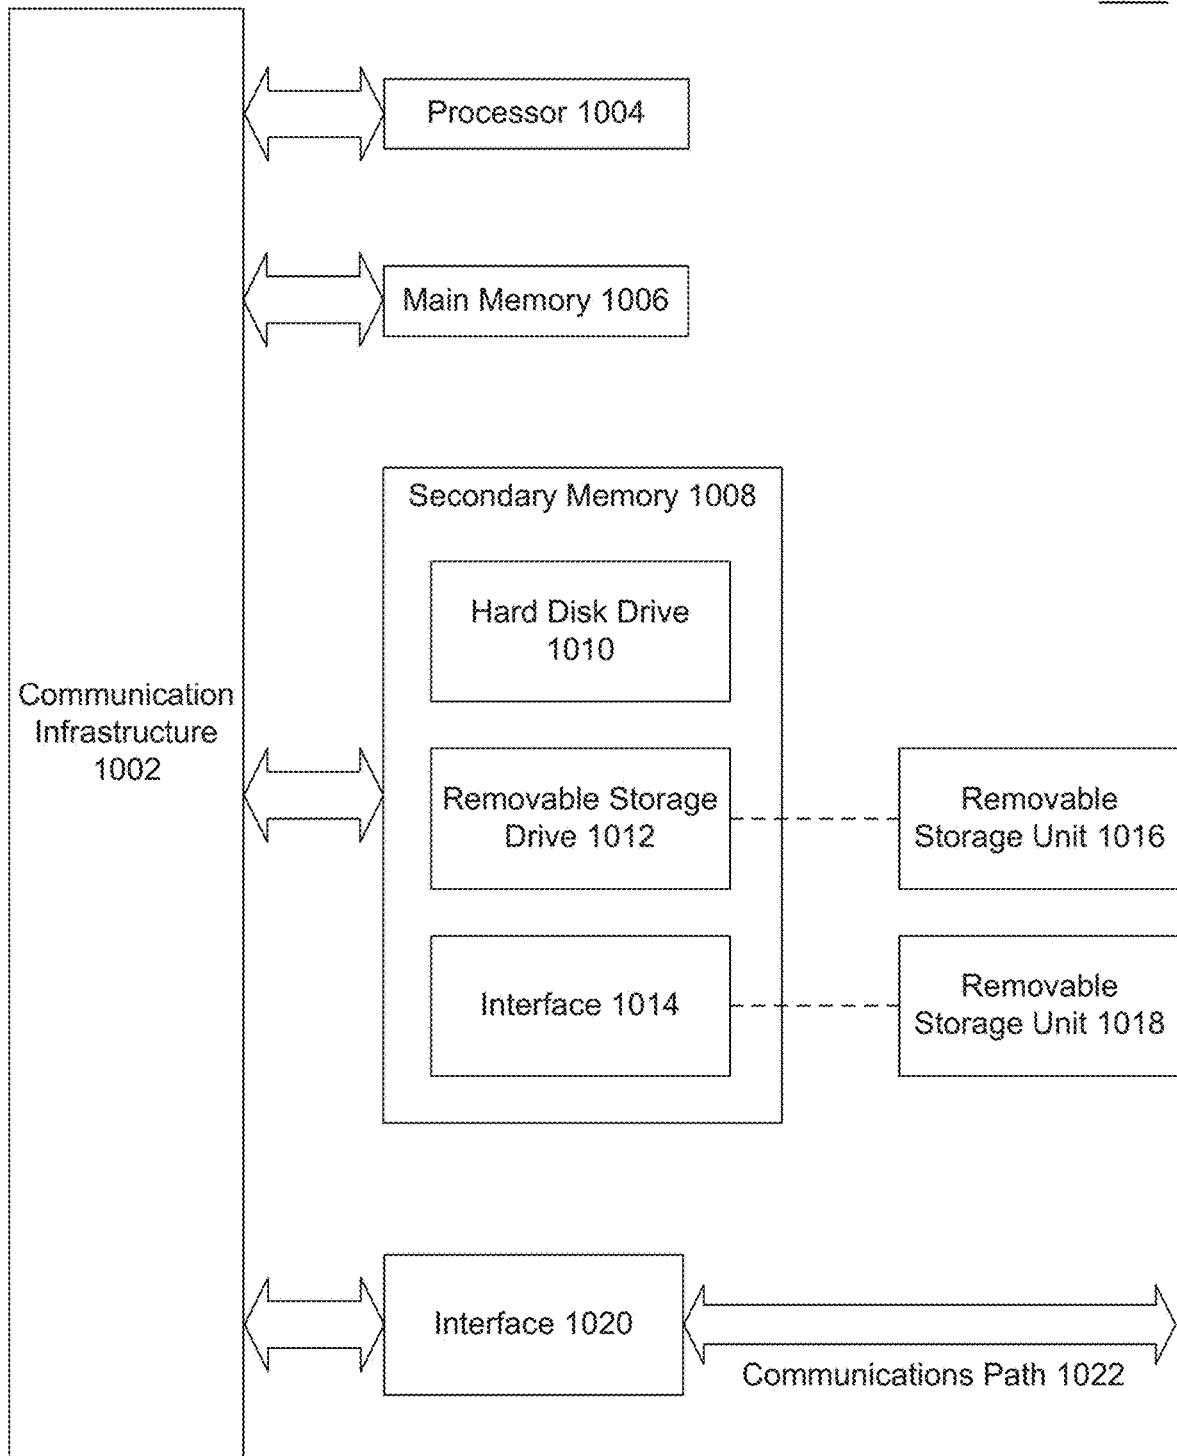 Processor 1004
Main Memory 1006
Secondary Memory 1008
Hard Disk Drive
1010
Communication
Infrastructure
1002
Removable Storage
Drive 1012
Removable
Storage Unit 1016
Interface 1014
Removable
Storage Unit 1018
Interface 1020
Communications Path 1022